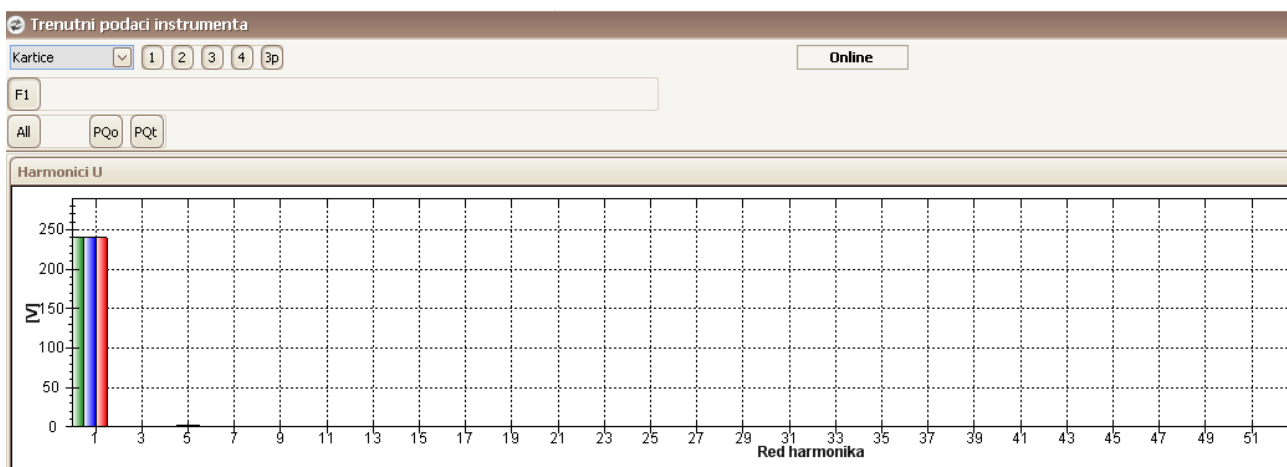 Trenutni podaci instrumenta
Kartice 1 2 3 4 3p Online
F1
All PQo PQt
Harmonici U
250
200
150
100
50
0
[V]
1 3 5 7 9 11 13 15 17 19 21 23 25 27 29 31 33 35 37 39 41 43 45 47 49 51
Red harmonika